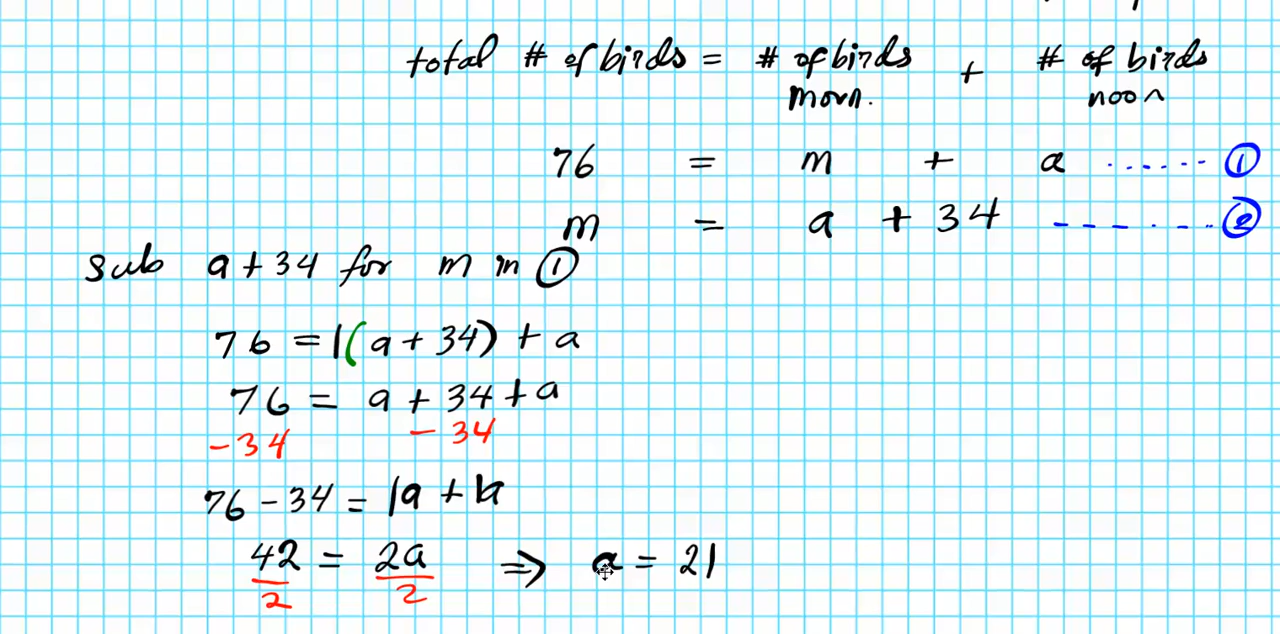 total # of birds = # of birds morn. + # of birds noon
76 = m + a ...... ①
m = a + 34 ------ ②
sub a + 34 for m in ①
76 = 1(a + 34) + a
76 = a + 34 + a
-34 - 34
76 - 34 = 1a + 1a
42/2 = 2a/2 ⇒ a = 21